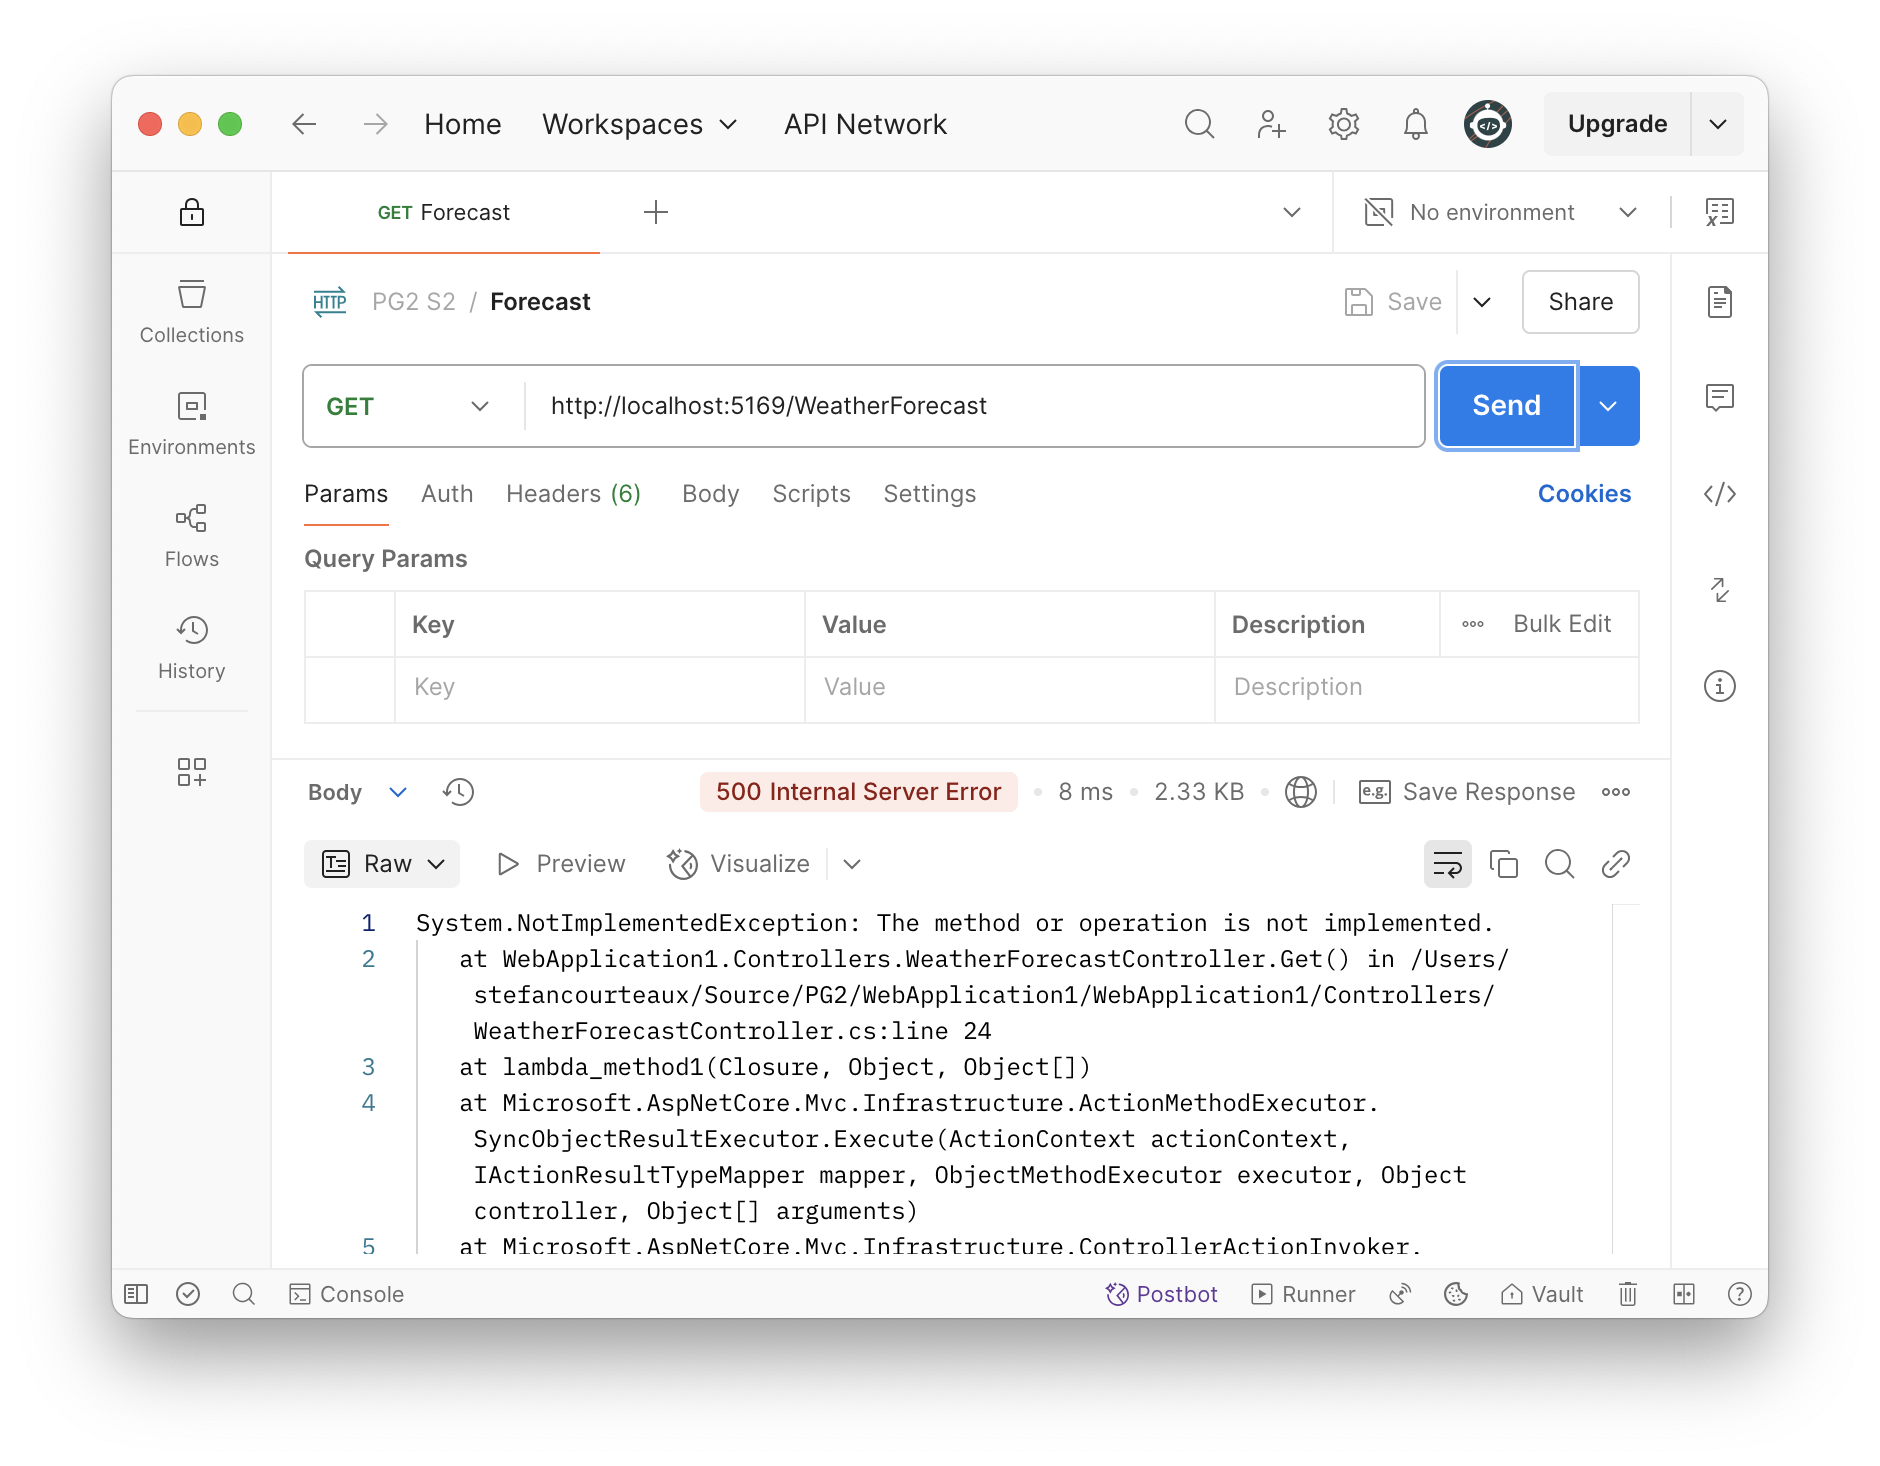 Home Workspaces API Network Upgrade
GET Forecast No environment
HTTP PG2 S2 / Forecast Save Share
Collections
Environments
Flows
History
GET http://localhost:5169/WeatherForecast Send
Params Auth Headers (6) Body Scripts Settings Cookies
Query Params
Key Value Description Bulk Edit
Key Value Description
Body 500 Internal Server Error 8 ms 2.33 KB e.g. Save Response
Raw Preview Visualize
1 System.NotImplementedException: The method or operation is not implemented.
2 at WebApplication1.Controllers.WeatherForecastController.Get() in /Users/
stefancourteaux/Source/PG2/WebApplication1/WebApplication1/Controllers/
WeatherForecastController.cs:line 24
3 at lambda_method1(Closure, Object, Object[])
4 at Microsoft.AspNetCore.Mvc.Infrastructure.ActionMethodExecutor.
SyncObjectResultExecutor.Execute(ActionContext actionContext,
IActionResultTypeMapper mapper, ObjectMethodExecutor executor, Object
controller, Object[] arguments)
5 at Microsoft.AspNetCore.Mvc.Infrastructure.ControllerActionInvoker.
Console Postbot Runner Vault